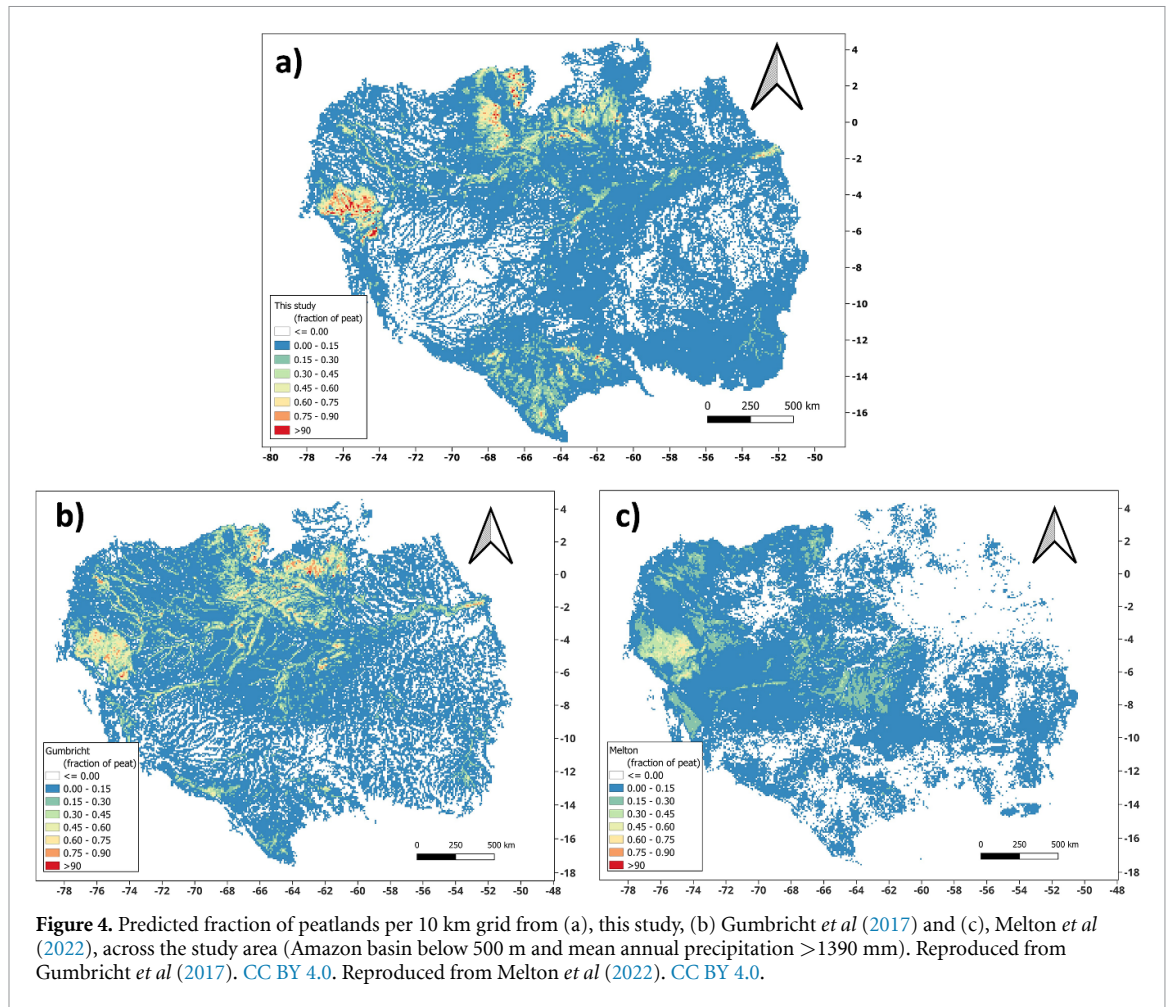 a)
4
2
0
-2
-4
-6
-8
-10
-12
-14
-16
This study
(fraction of peat)
<= 0.00
0.00 - 0.15
0.15 - 0.30
0.30 - 0.45
0.45 - 0.60
0.60 - 0.75
0.75 - 0.90
>90
0 250 500 km
-80 -78 -76 -74 -72 -70 -68 -66 -64 -62 -60 -58 -56 -54 -52 -50
b)
4
2
0
-2
-4
-6
-8
-10
-12
-14
-16
-18
Gumbricht
(fraction of peat)
<= 0.00
0.00 - 0.15
0.15 - 0.30
0.30 - 0.45
0.45 - 0.60
0.60 - 0.75
0.75 - 0.90
>90
0 250 500 km
-78 -76 -74 -72 -70 -68 -66 -64 -62 -60 -58 -56 -54 -52 -50 -48
c)
4
2
0
-2
-4
-6
-8
-10
-12
-14
-16
-18
Melton
(fraction of peat)
<= 0.00
0.00 - 0.15
0.15 - 0.30
0.30 - 0.45
0.45 - 0.60
0.60 - 0.75
0.75 - 0.90
>90
0 250 500 km
-78 -76 -74 -72 -70 -68 -66 -64 -62 -60 -58 -56 -54 -52 -50 -48
Figure 4. Predicted fraction of peatlands per 10 km grid from (a), this study, (b) Gumbricht et al (2017) and (c), Melton et al
(2022), across the study area (Amazon basin below 500 m and mean annual precipitation >1390 mm). Reproduced from
Gumbricht et al (2017). CC BY 4.0. Reproduced from Melton et al (2022). CC BY 4.0.